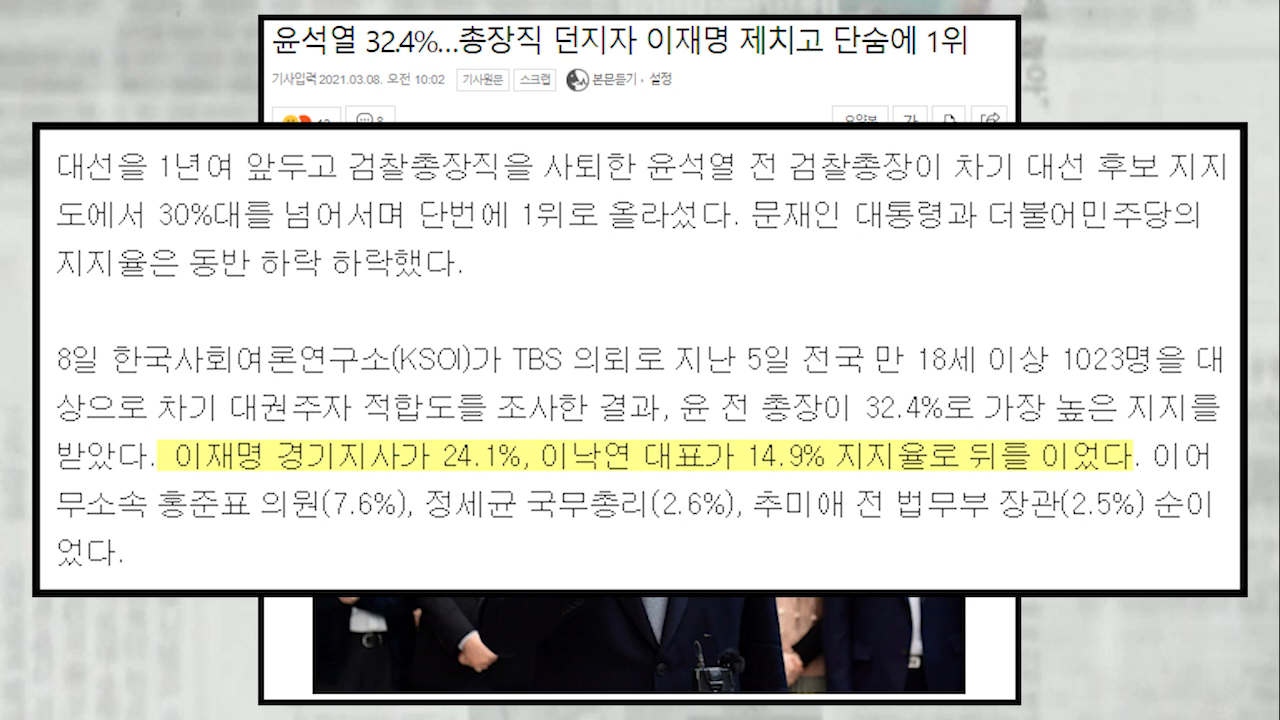 윤석열 32.4%...총장직 던지자 이재명 제치고 단숨에 1위
기사입력 2021.03.08. 오전 10:02 기사원문 스크랩 본문듣기 · 설정
대선을 1년여 앞두고 검찰총장직을 사퇴한 윤석열 전 검찰총장이 차기 대선 후보 지지
도에서 30%대를 넘어서며 단번에 1위로 올라섰다. 문재인 대통령과 더불어민주당의
지지율은 동반 하락 하락했다.
8일 한국사회여론연구소(KSOI)가 TBS 의뢰로 지난 5일 전국 만 18세 이상 1023명을 대
상으로 차기 대권주자 적합도를 조사한 결과, 윤 전 총장이 32.4%로 가장 높은 지지를
받았다. 이재명 경기지사가 24.1%, 이낙연 대표가 14.9% 지지율로 뒤를 이었다. 이어
무소속 홍준표 의원(7.6%), 정세균 국무총리(2.6%), 추미애 전 법무부 장관(2.5%) 순이
었다.